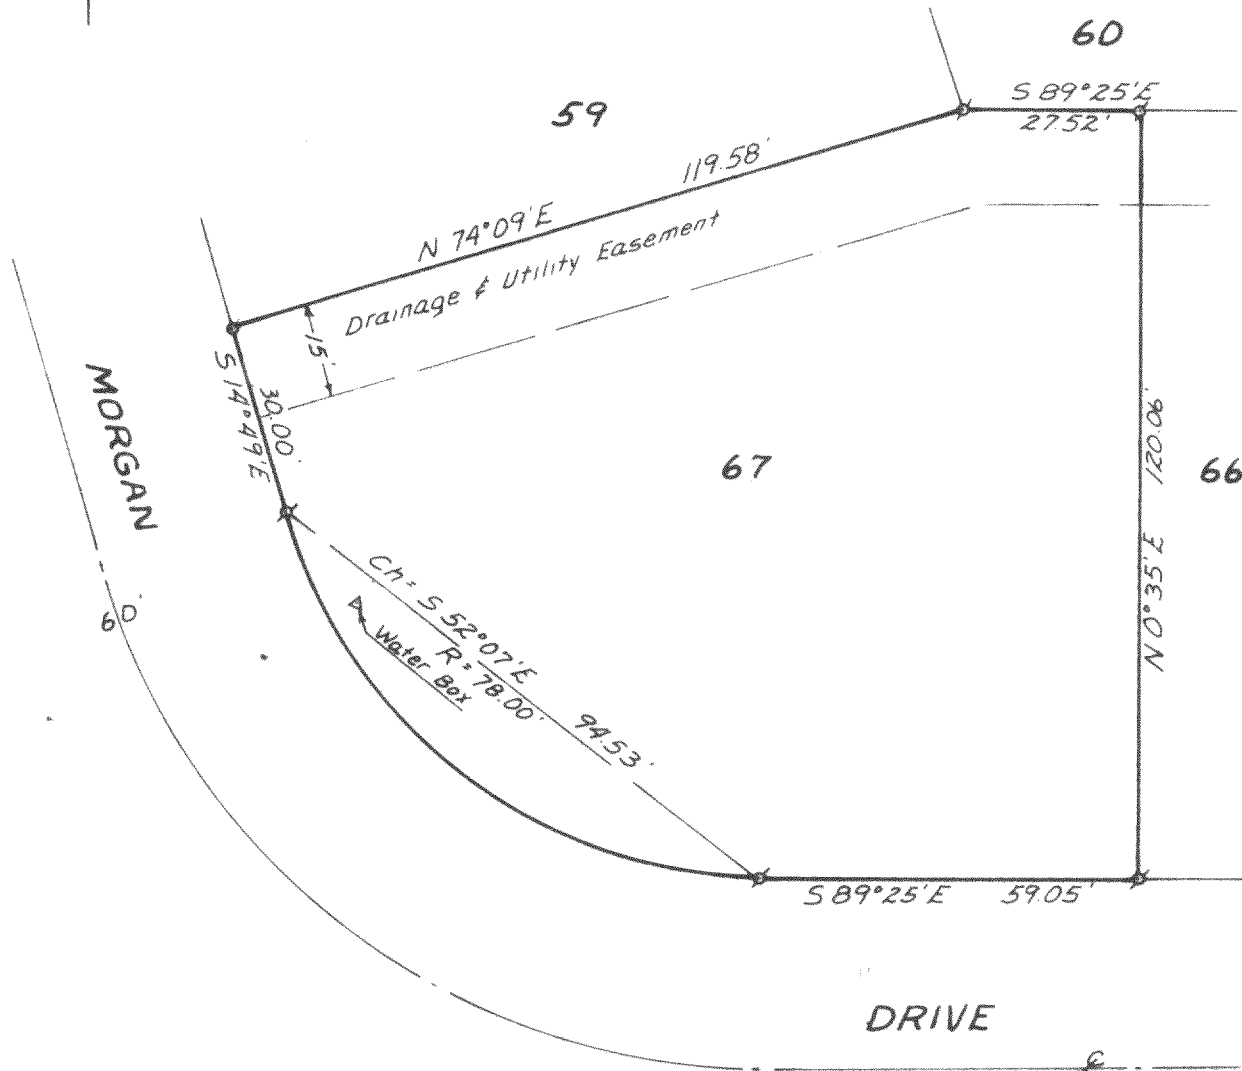 60
S 89°25'E
27.52'
59
119.58'
N 74°09'E
Drainage & Utility Easement
15'
S 14°49'E
30.00'
MORGAN
67
66
120.06'
N 0°35'E
60'
Ch= S 52°07'E
94.53'
R= 78.00'
Water Box
S 89°25'E 59.05'
DRIVE
℄